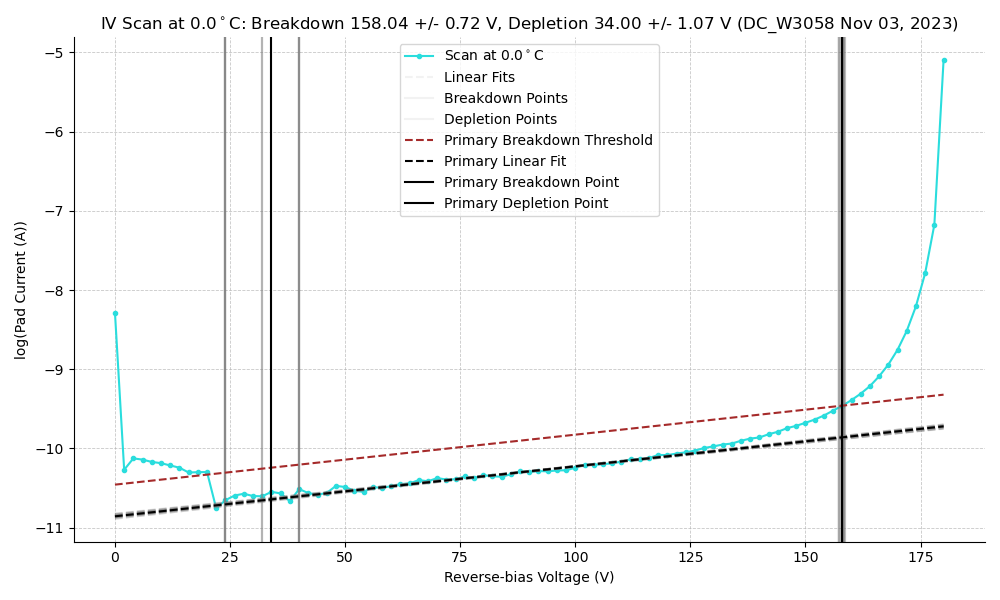 IV Scan at 0.0°C: Breakdown 158.04 +/- 0.72 V, Depletion 34.00 +/- 1.07 V (DC_W3058 Nov 03, 2023)
Scan at 0.0°C
Linear Fits
Breakdown Points
Depletion Points
Primary Breakdown Threshold
Primary Linear Fit
Primary Breakdown Point
Primary Depletion Point
log(Pad Current (A))
−5
−6
−7
−8
−9
−10
−11
0 25 50 75 100 125 150 175
Reverse-bias Voltage (V)